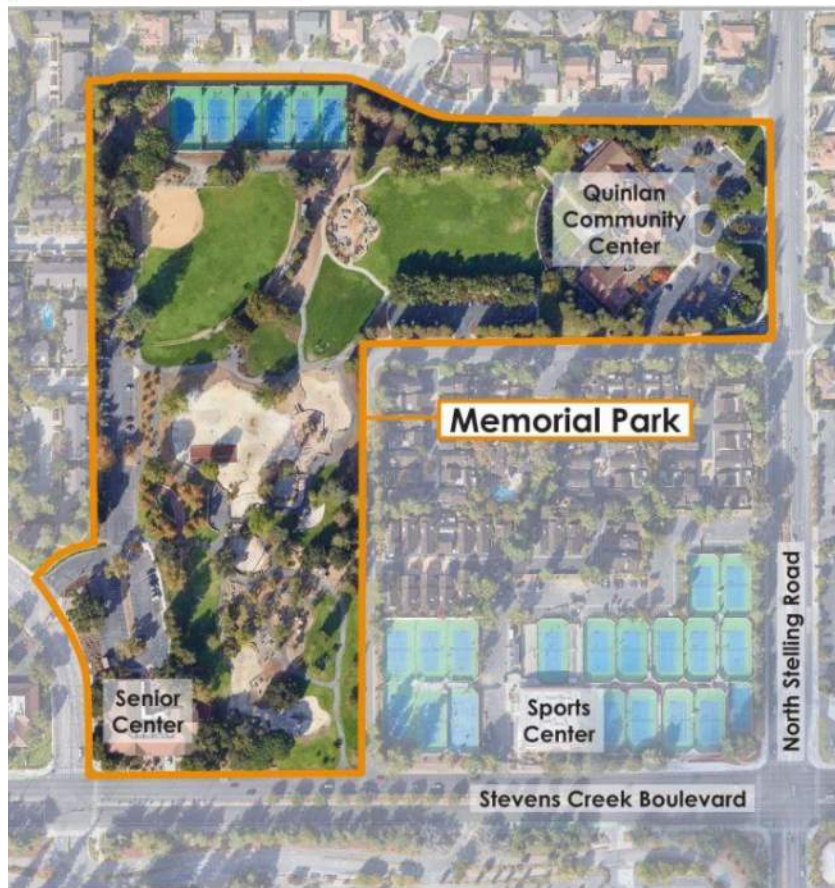 Quinlan
Community
Center
Memorial Park
Senior
Center
Sports
Center
North Stelling Road
Stevens Creek Boulevard